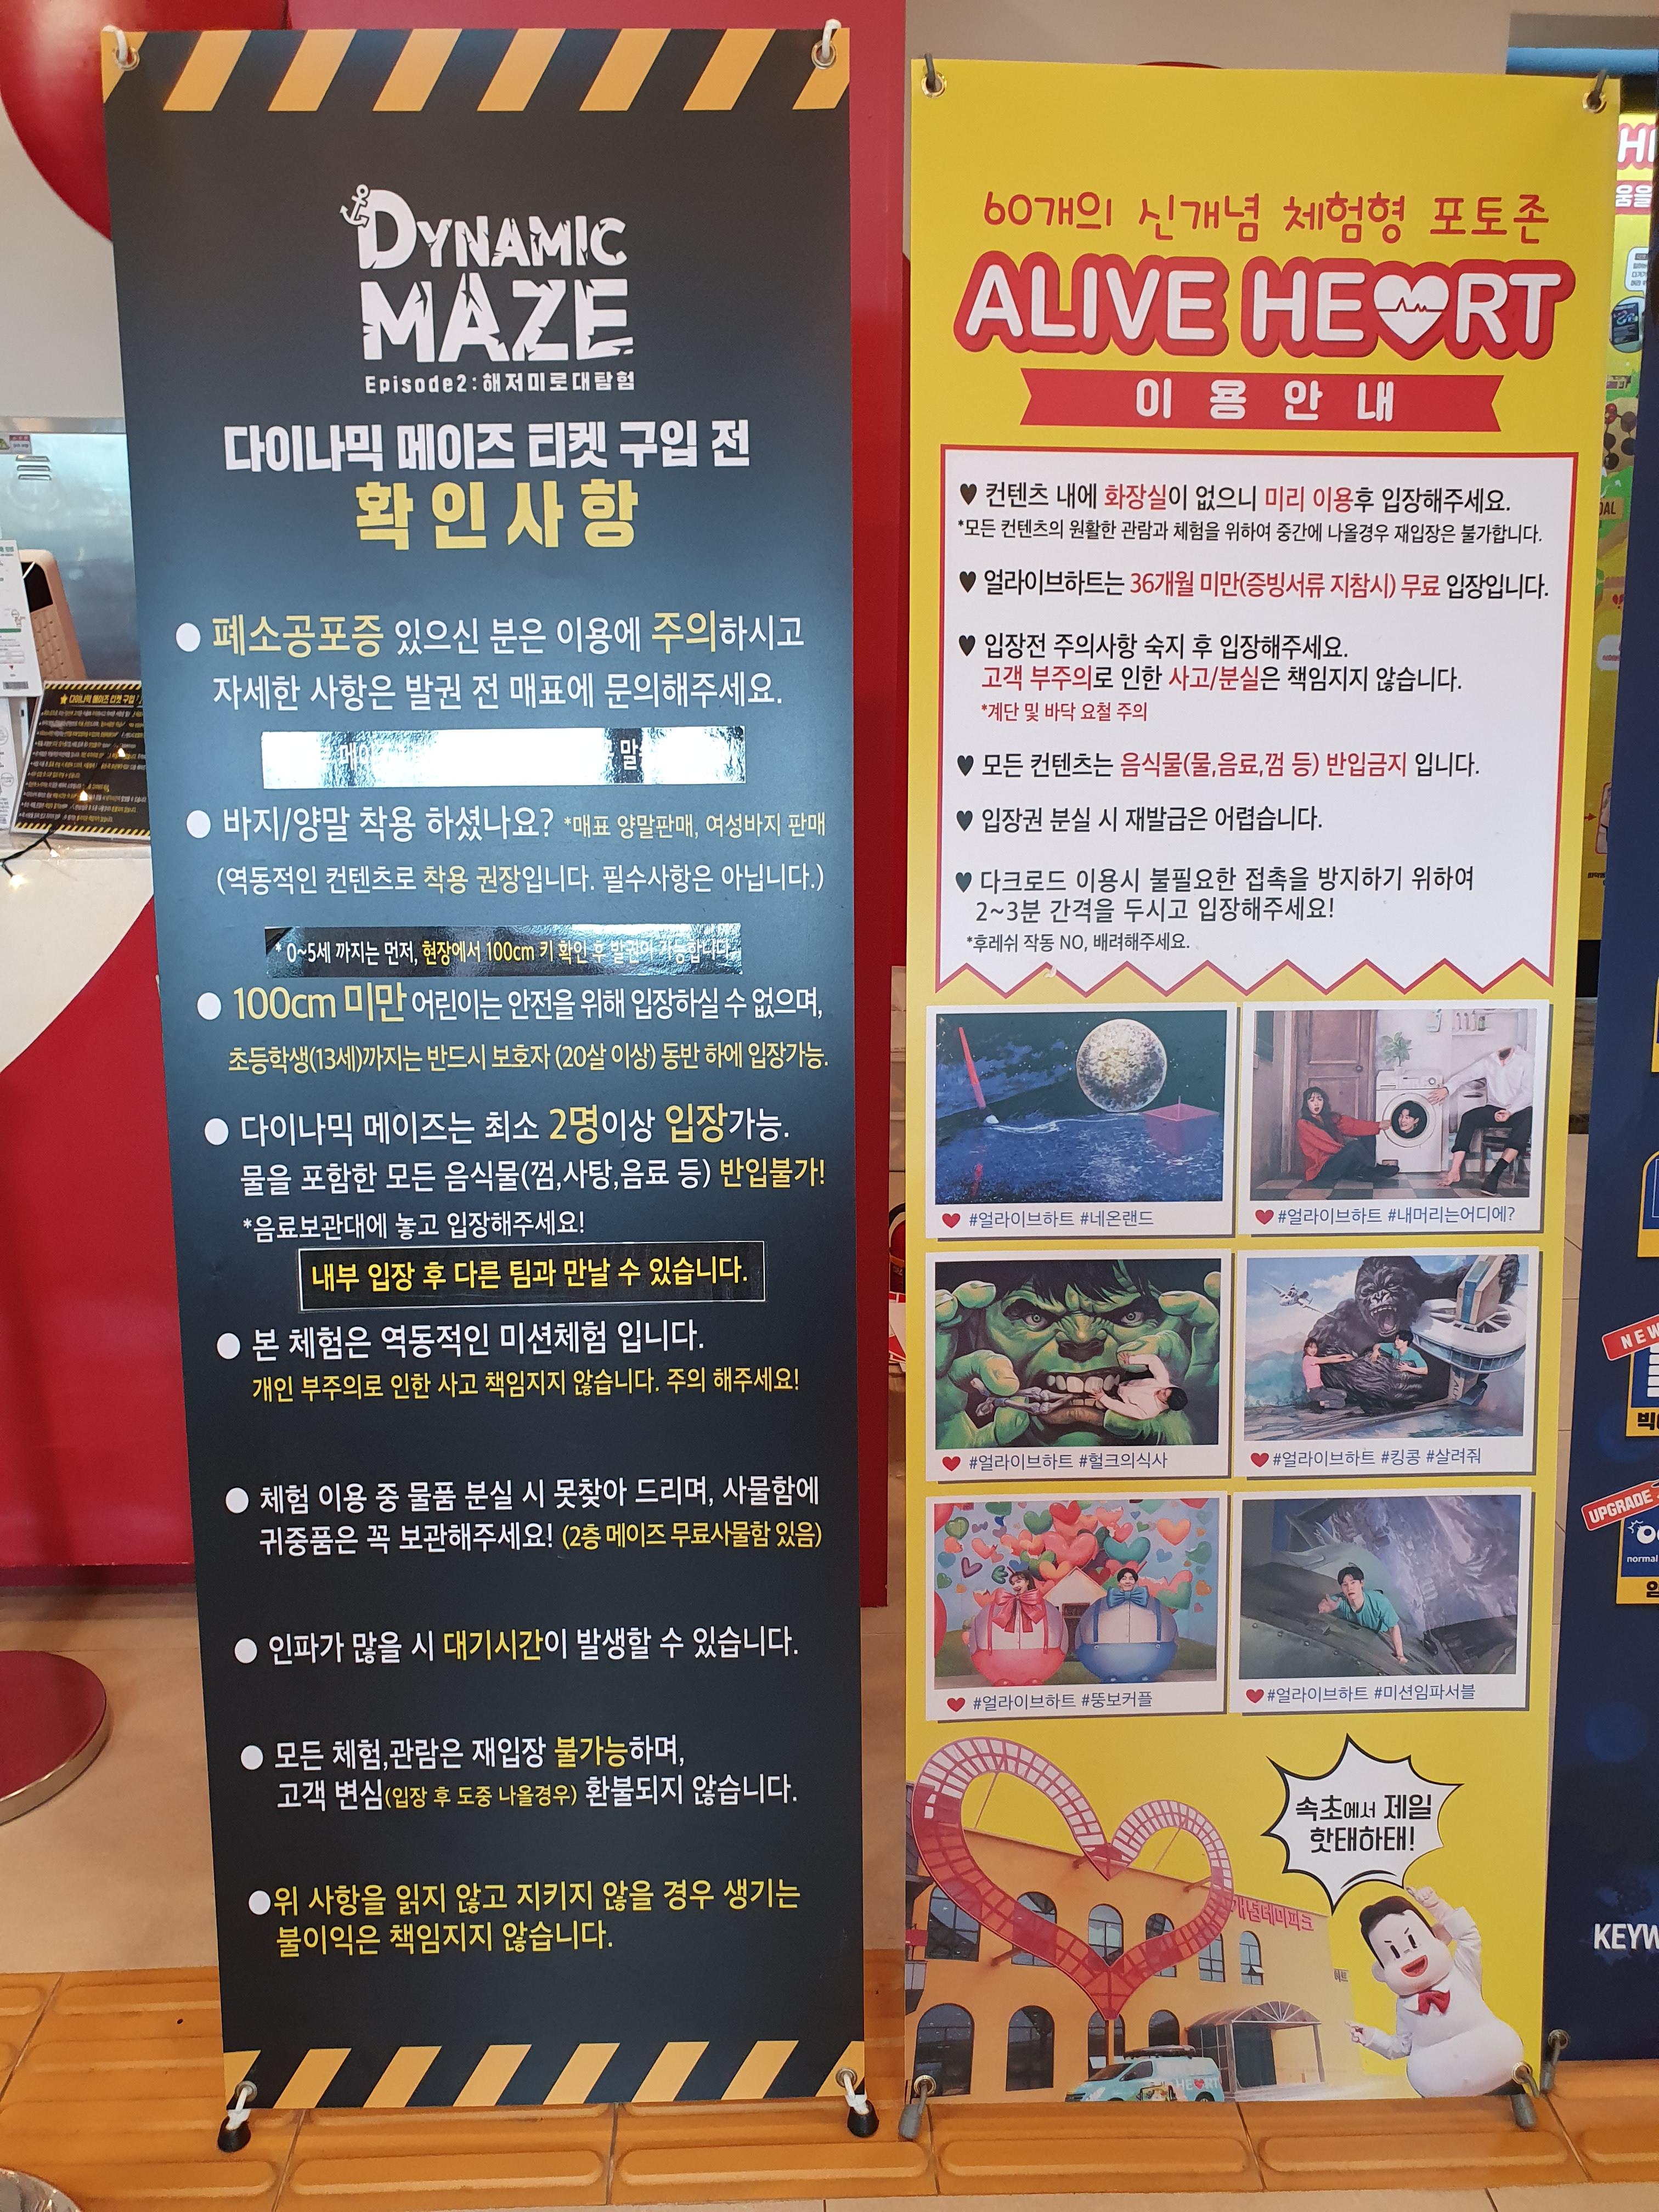 DYNAMIC
MAZE
Episode2:해저미로대탐험
다이나믹 메이즈 티켓 구입 전
확인사항
● 폐소공포증 있으신 분은 이용에 주의하시고
자세한 사항은 발권 전 매표에 문의해주세요.
● 바지/양말 착용 하셨나요? *매표 양말판매, 여성바지 판매
(역동적인 컨텐츠로 착용 권장입니다. 필수사항은 아닙니다.)
* 0~5세 까지는 먼저, 현장에서 100cm 키 확인 후 발권이 가능합니다.
● 100cm 미만 어린이는 안전을 위해 입장하실 수 없으며,
초등학생(13세)까지는 반드시 보호자 (20살 이상) 동반 하에 입장가능.
● 다이나믹 메이즈는 최소 2명이상 입장가능.
물을 포함한 모든 음식물(껌,사탕,음료 등) 반입불가!
*음료보관대에 놓고 입장해주세요!
내부 입장 후 다른 팀과 만날 수 있습니다.
● 본 체험은 역동적인 미션체험 입니다.
개인 부주의로 인한 사고 책임지지 않습니다. 주의 해주세요!
● 체험 이용 중 물품 분실 시 못찾아 드리며, 사물함에
귀중품은 꼭 보관해주세요! (2층 메이즈 무료사물함 있음)
● 인파가 많을 시 대기시간이 발생할 수 있습니다.
● 모든 체험,관람은 재입장 불가능하며,
고객 변심(입장 후 도중 나올경우) 환불되지 않습니다.
●위 사항을 읽지 않고 지키지 않을 경우 생기는
불이익은 책임지지 않습니다.
60개의 신개념 체험형 포토존
ALIVE HE♥RT
이용안내
♥ 컨텐츠 내에 화장실이 없으니 미리 이용후 입장해주세요.
*모든 컨텐츠의 원활한 관람과 체험을 위하여 중간에 나올경우 재입장은 불가합니다.
♥ 얼라이브하트는 36개월 미만(증빙서류 지참시) 무료 입장입니다.
♥ 입장전 주의사항 숙지 후 입장해주세요.
고객 부주의로 인한 사고/분실은 책임지지 않습니다.
*계단 및 바닥 요철 주의
♥ 모든 컨텐츠는 음식물(물,음료,껌 등) 반입금지 입니다.
♥ 입장권 분실 시 재발급은 어렵습니다.
♥ 다크로드 이용시 불필요한 접촉을 방지하기 위하여
2~3분 간격을 두시고 입장해주세요!
*후레쉬 작동 NO, 배려해주세요.
♥ #얼라이브하트 #네온랜드
♥ #얼라이브하트 #내머리는어디에?
♥ #얼라이브하트 #헐크의식사
♥ #얼라이브하트 #킹콩 #살려줘
♥ #얼라이브하트 #뚱보커플
♥ #얼라이브하트 #미션임파서블
속초에서 제일
핫태하태!
개념테마파크
NEW
UPGRADE
normal
KEYW